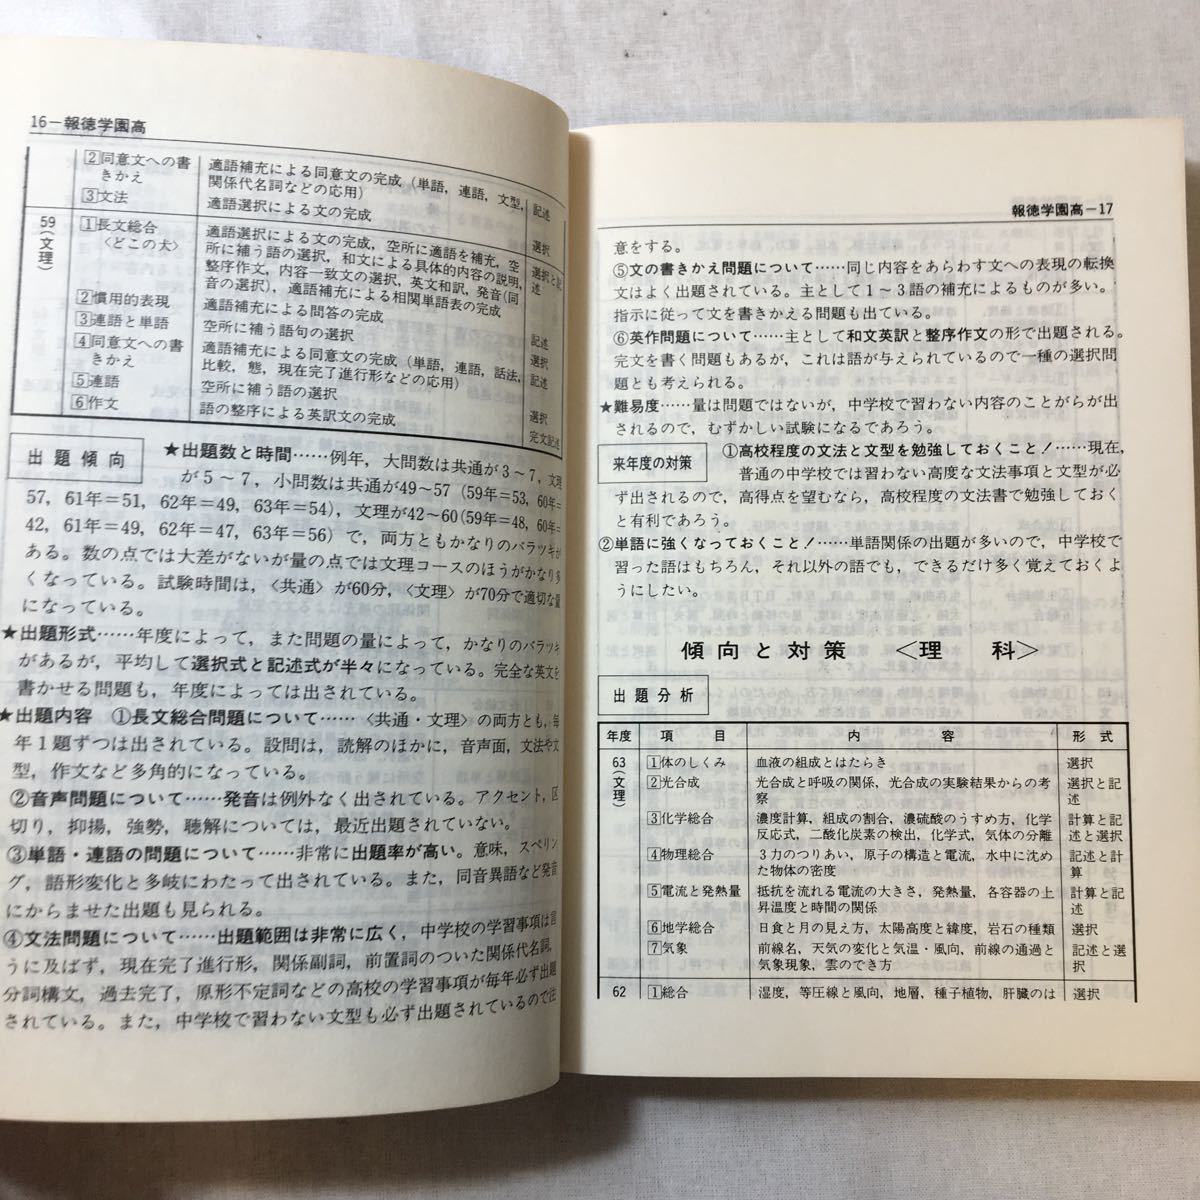 16－報徳学園高
②同意文への書きかえ　適語補充による同意文の完成（単語，連語，文型，関係代名詞などの応用）　記述
③文法　適語選択による文の完成　選択
59（文理）　①長文総合〈どこの大〉　適語選択による文の完成，空所に適語を補充，空所に補う語の選択，和文による具体的内容の説明，整序作文，内容一致文の選択，英文和訳，発音（同音の選択），適語補充による相関単語表の完成　選択と記述
②慣用的表現　適語補充による問答の完成　記述
③連語と単語　空所に補う語句の選択　選択
④同意文への書きかえ　適語補充による同意文の完成（単語，連語，話法，比較，態，現在完了進行形などの応用）　記述
⑤連語　空所に補う語の選択　選択
⑥作文　語の整序による英訳文の完成　完文記述
出題傾向
★出題数と時間……例年，大問数は共通が3～7，文理
が5～7，小問数は共通が49～57（59年＝53，60年＝
57，61年＝51，62年＝49，63年＝54），文理が42～60（59年＝48，60年＝
42，61年＝49，62年＝47，63年＝56）で，両方ともかなりのバラツキが
ある。数の点では大差がないが量の点では文理コースのほうがかなり多
くなっている。試験時間は，〈共通〉が60分，〈文理〉が70分で適切な量
になっている。
★出題形式……年度によって，また問題の量によって，かなりのバラツキ
があるが，平均して選択式と記述式が半々になっている。完全な英文を
書かせる問題も，年度によっては出されている。
★出題内容　①長文総合問題について……〈共通・文理〉の両方とも，毎
年1題ずつは出されている。設問は，読解のほかに，音声面，文法や文
型，作文など多角的になっている。
②音声問題について……発音は例外なく出されている。アクセント，区
切り，抑揚，強勢，聴解については，最近出題されていない。
③単語・連語の問題について……非常に出題率が高い。意味，スペリン
グ，語形変化と多岐にわたって出されている。また，同音異語など発音
にからませた出題も見られる。
④文法問題について……出題範囲は非常に広く，中学校の学習事項は言
うに及ばず，現在完了進行形，関係副詞，前置詞のついた関係代名詞，
分詞構文，過去完了，原形不定詞などの高校の学習事項が毎年必ず出題
されている。また，中学校で習わない文型も必ず出題されているので注
報徳学園高－17
意をする。
⑤文の書きかえ問題について……同じ内容をあらわす文への表現の転換
文はよく出題されている。主として1～3語の補充によるものが多い。
指示に従って文を書きかえる問題も出ている。
⑥英作問題について……主として和文英訳と整序作文の形で出題される。
完文を書く問題もあるが，これは語が与えられているので一種の選択問
題とも考えられる。
★難易度……量は問題ではないが，中学校で習わない内容のことがらが出
されるので，むずかしい試験になるであろう。
来年度の対策
①高校程度の文法と文型を勉強しておくこと！……現在，
普通の中学校では習わない高度な文法事項と文型が必
ず出されるので，高得点を望むなら，高校程度の文法書で勉強しておく
と有利であろう。
②単語に強くなっておくこと！……単語関係の出題が多いので，中学校で
習った語はもちろん，それ以外の語でも，できるだけ多く覚えておくよ
うにしたい。
傾向と対策　〈理　科〉
出題分析
年度　項　目　内　容　形　式
63（文理）　①体のしくみ　血液の組成とはたらき　選択
②光合成　光合成と呼吸の関係，光合成の実験結果からの考察　選択と記述
③化学総合　濃度計算，組成の割合，濃硫酸のうすめ方，化学反応式，二酸化炭素の検出，化学式，気体の分離　計算と記述と選択
④物理総合　3力のつりあい，原子の構造と電流，水中に沈めた物体の密度　記述と計算
⑤電流と発熱量　抵抗を流れる電流の大きさ，発熱量，各容器の上昇温度と時間の関係　計算と記述
⑥地学総合　日食と月の見え方，太陽高度と緯度，岩石の種類　選択
⑦気象　前線名，天気の変化と気温・風向，前線の通過と気象現象，雲のでき方　記述と選択
62　①総合　湿度，等圧線と風向，地層，種子植物，肝臓のは　選択